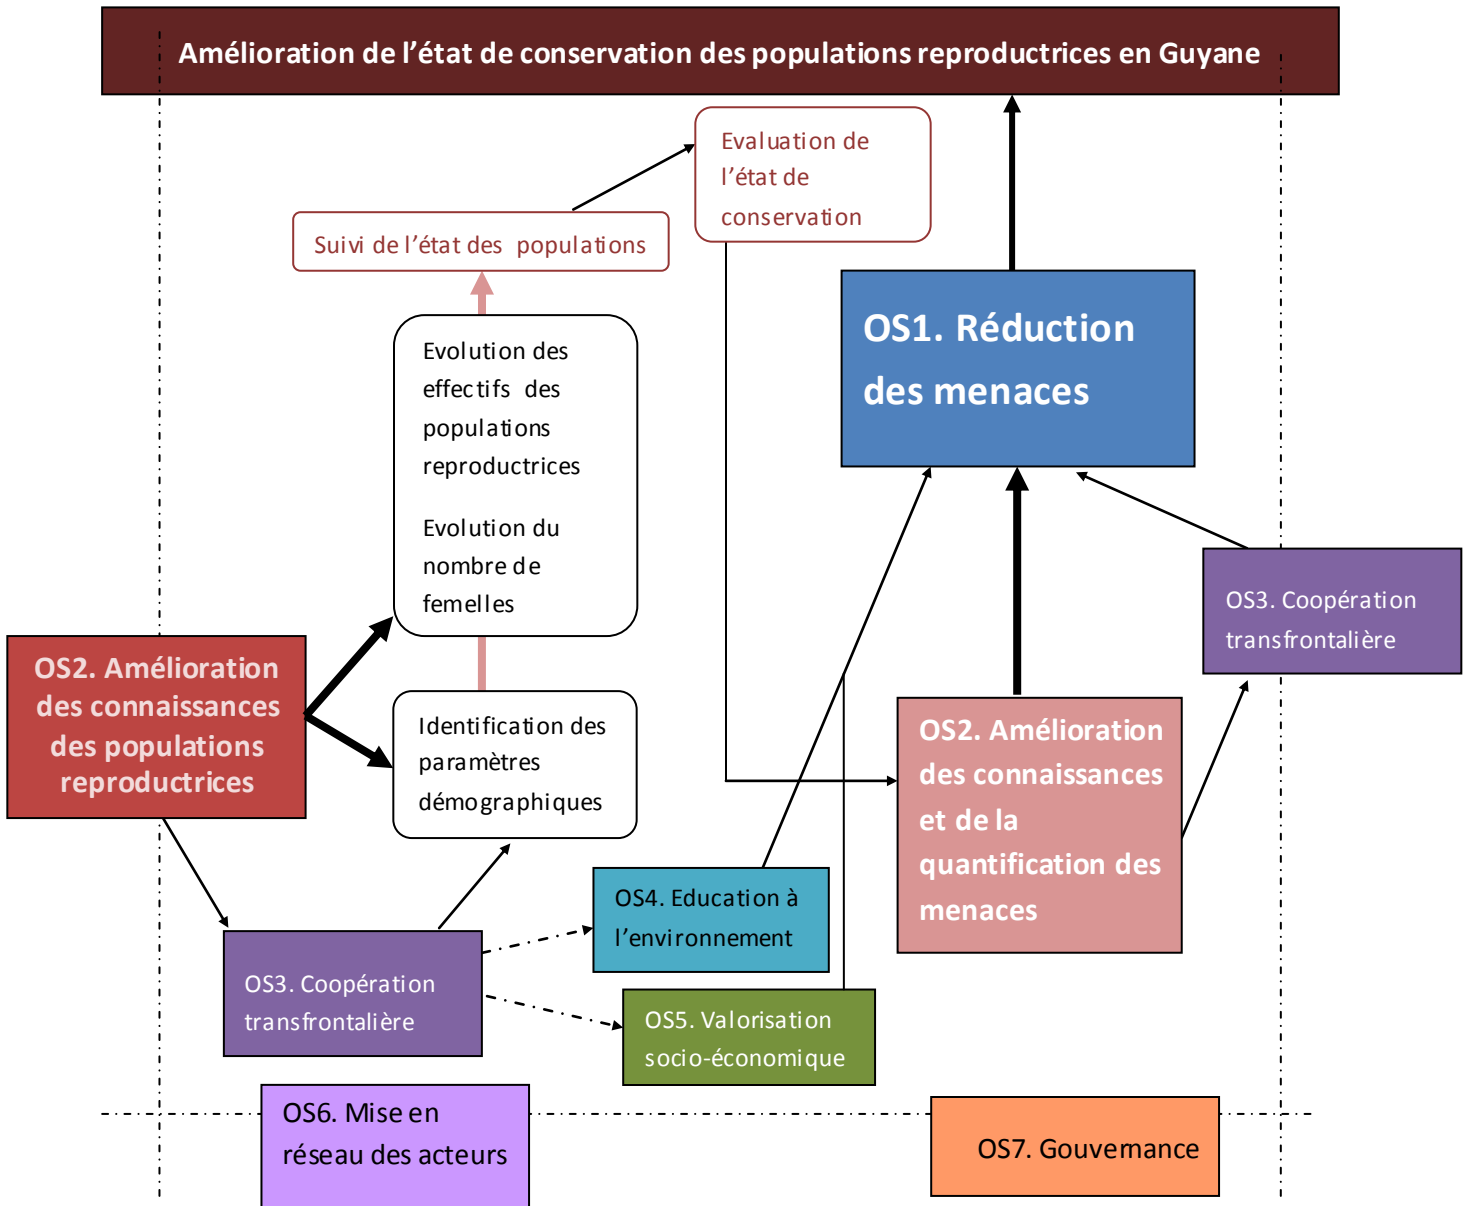 Amélioration de l’état de conservation des populations reproductrices en Guyane
Evaluation de
l’état de
conservation
Suivi de l’état des populations
OS1. Réduction
des menaces
Evolution des
effectifs des
populations
reproductrices
Evolution du
nombre de
femelles
OS3. Coopération
transfrontalière
OS2. Amélioration
des connaissances
des populations
reproductrices
Identification des
paramètres
démographiques
OS2. Amélioration
des connaissances
et de la
quantification des
menaces
OS4. Education à
l’environnement
OS3. Coopération
transfrontalière
OS5. Valorisation
socio-économique
OS6. Mise en
réseau des acteurs
OS7. Gouvernance